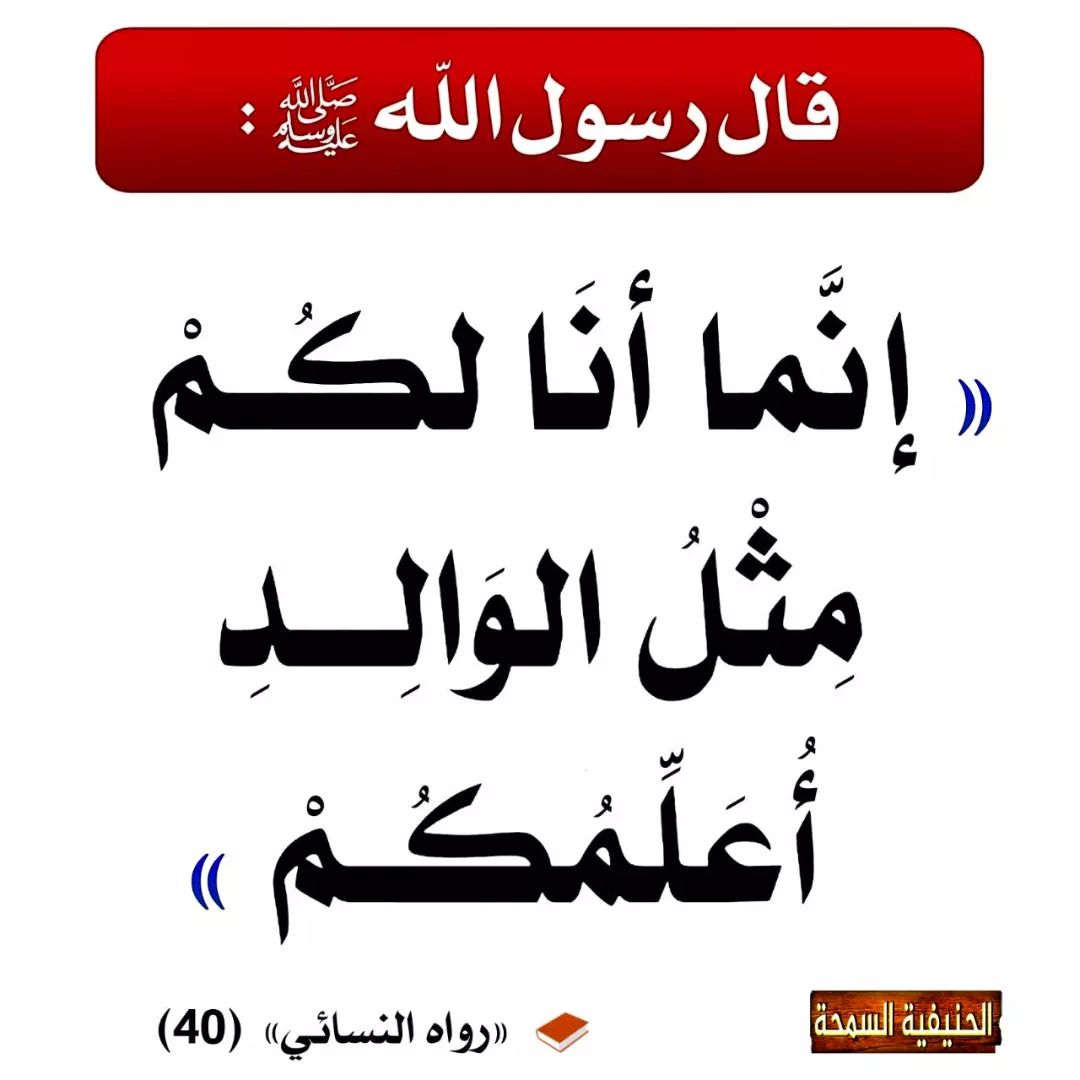 قال رسول الله ﷺ :
(( إنَّما أنَا لكُمْ
مِثْلُ الوَالِدِ
أُعَلِّمُكُمْ ))
((رواه النسائي)) (40)
الحنيفية السمحة